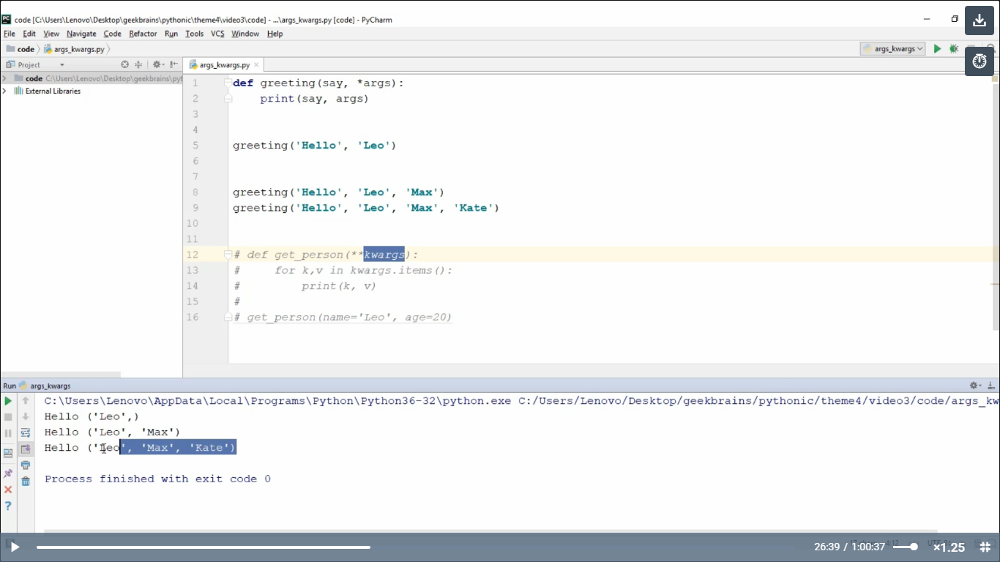 code [C:\Users\Lenovo\Desktop\geekbrains\pythonic\theme4\video3\code] - ...\args_kwargs.py [code] - PyCharm
File Edit View Navigate Code Refactor Run Tools VCS Window Help
code args_kwargs.py args_kwargs
Project args_kwargs.py
code C:\Users\Lenovo\Desktop\geekbrains\pyt
External Libraries
1 def greeting(say, *args):
2 print(say, args)
3
4
5 greeting('Hello', 'Leo')
6
7
8 greeting('Hello', 'Leo', 'Max')
9 greeting('Hello', 'Leo', 'Max', 'Kate')
10
11
12 # def get_person(**kwargs):
13 # for k,v in kwargs.items():
14 # print(k, v)
15 #
16 # get_person(name='Leo', age=20)
Run args_kwargs
C:\Users\Lenovo\AppData\Local\Programs\Python\Python36-32\python.exe C:/Users/Lenovo/Desktop/geekbrains/pythonic/theme4/video3/code/args_kw
Hello ('Leo',)
Hello ('Leo', 'Max')
Hello ('Leo', 'Max', 'Kate')
Process finished with exit code 0
26:39 / 1:00:37 ×1.25